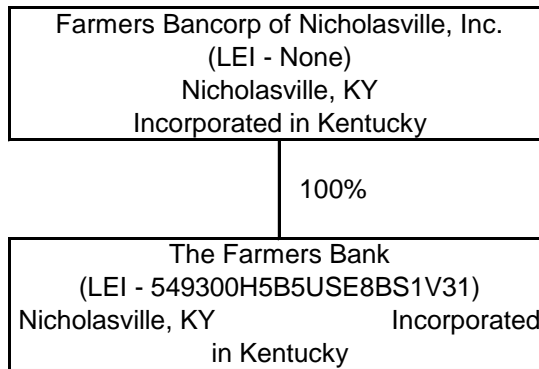 Farmers Bancorp of Nicholasville, Inc.
(LEI - None)
Nicholasville, KY
Incorporated in Kentucky
100%
The Farmers Bank
(LEI - 549300H5B5USE8BS1V31)
Nicholasville, KY Incorporated
in Kentucky